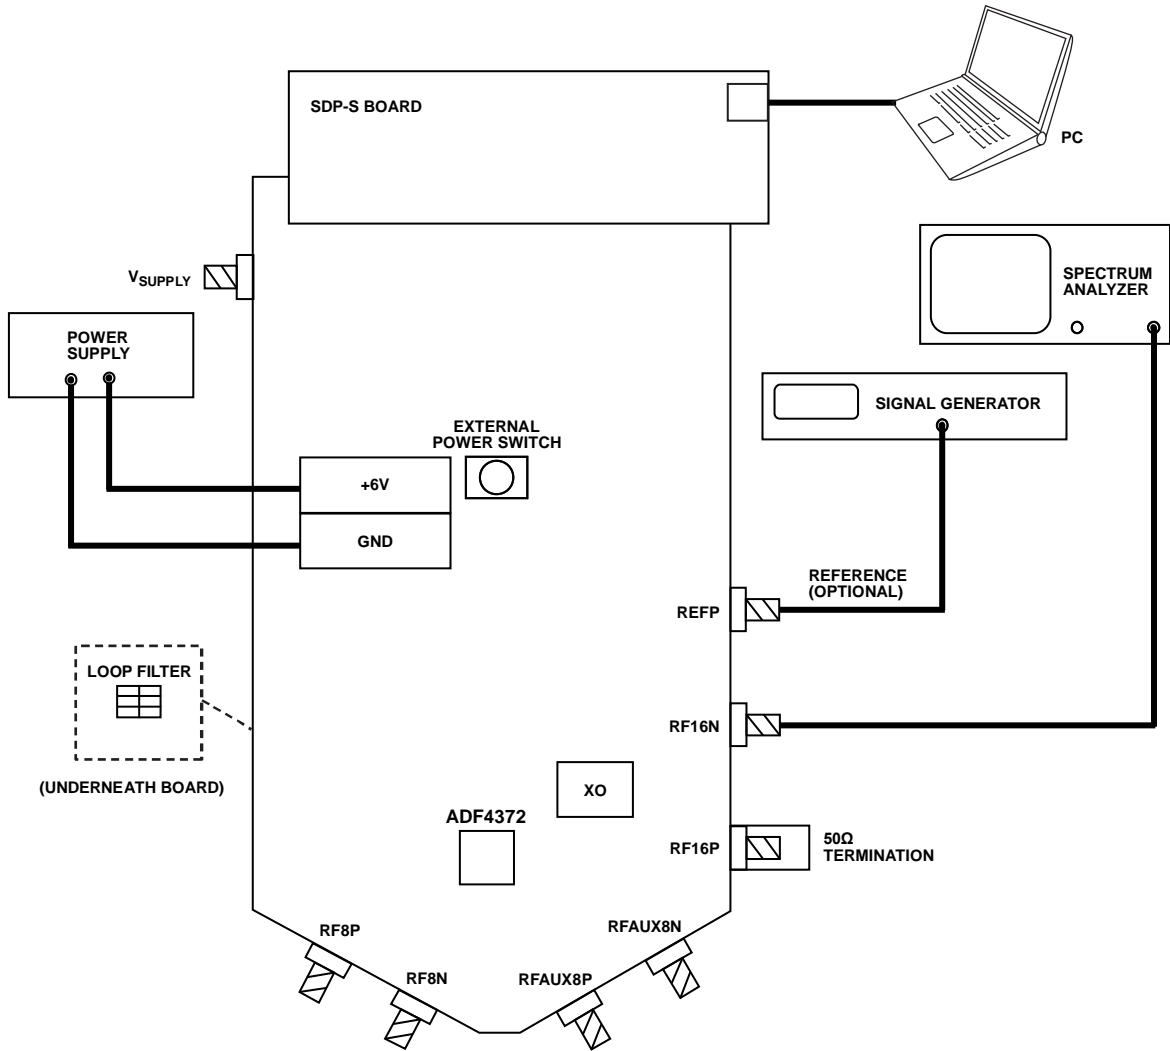 SDP-S BOARD
PC
VSUPPLY
SPECTRUM
ANALYZER
POWER
SUPPLY
SIGNAL GENERATOR
EXTERNAL
POWER SWITCH
+6V
GND
REFERENCE
(OPTIONAL)
REFP
LOOP FILTER
RF16N
(UNDERNEATH BOARD)
XO
ADF4372
RF16P
50Ω
TERMINATION
RF8P
RFAUX8N
RF8N
RFAUX8P